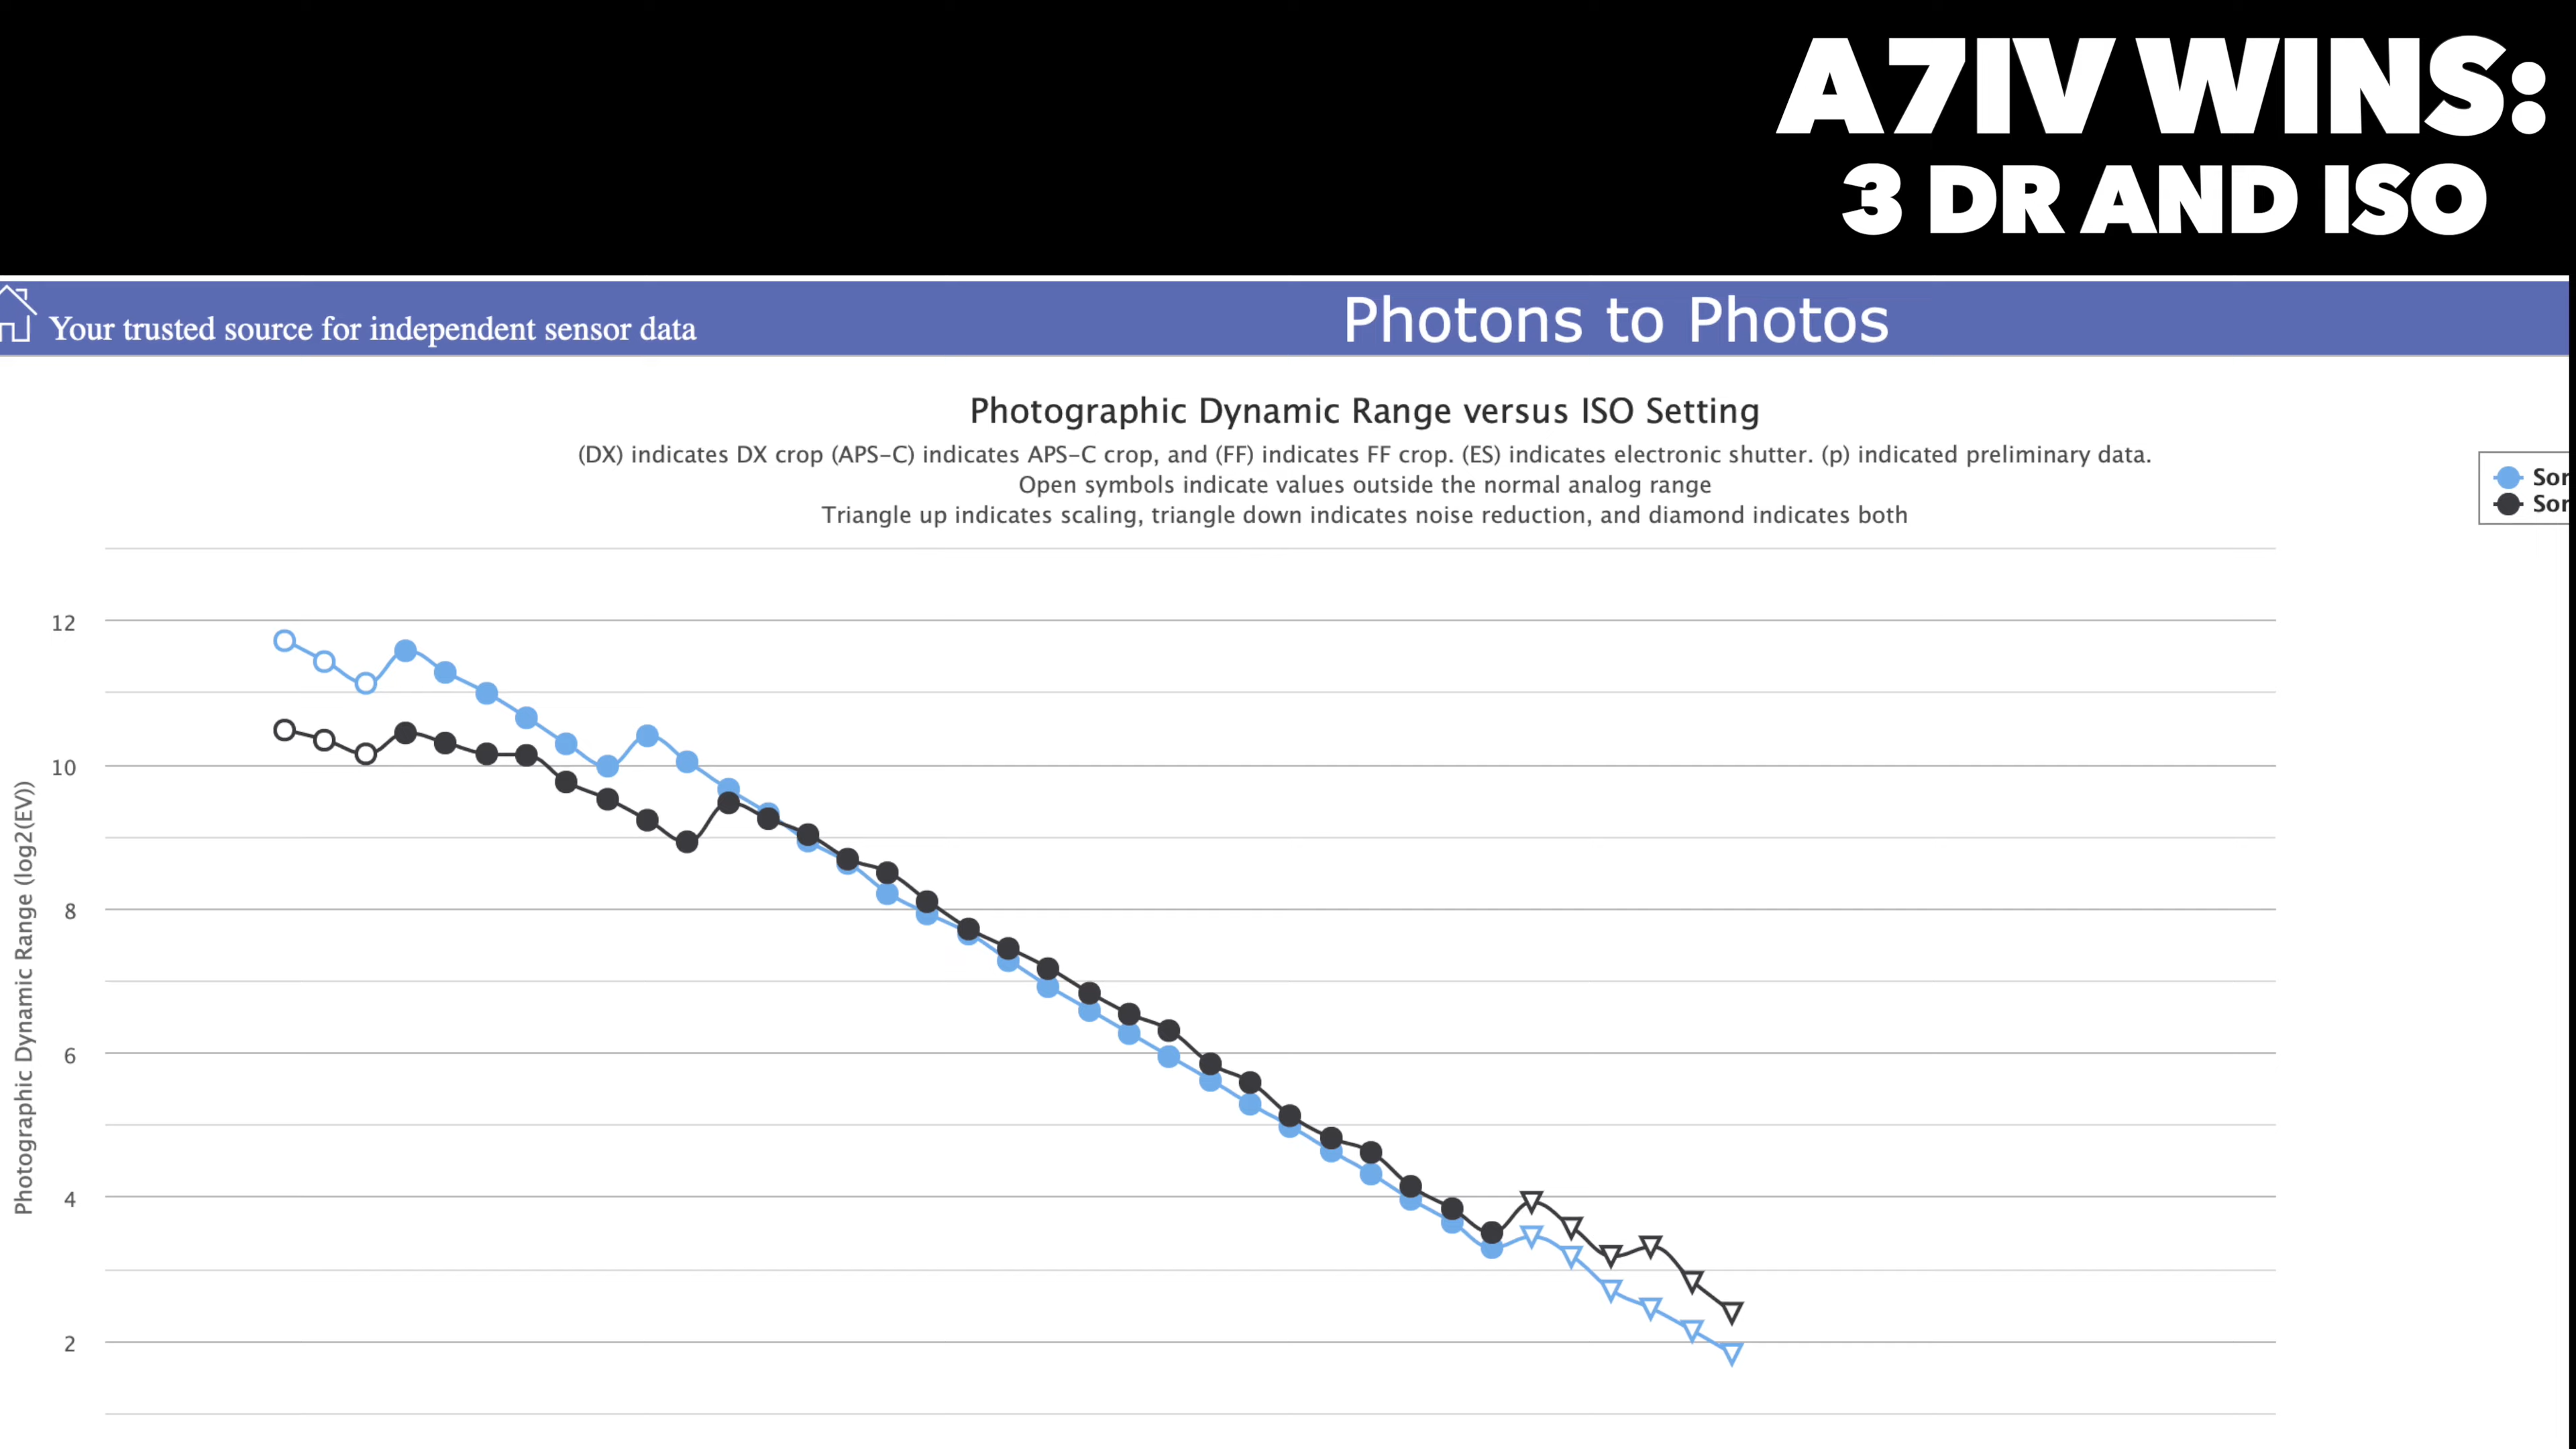 A7IV WINS:
3 DR AND ISO
Your trusted source for independent sensor data
Photons to Photos
Photographic Dynamic Range versus ISO Setting
(DX) indicates DX crop (APS-C) indicates APS-C crop, and (FF) indicates FF crop. (ES) indicates electronic shutter. (p) indicated preliminary data.
Open symbols indicate values outside the normal analog range
Triangle up indicates scaling, triangle down indicates noise reduction, and diamond indicates both
Sor
Sor
12
10
8
6
4
2
Photographic Dynamic Range (log2(EV))